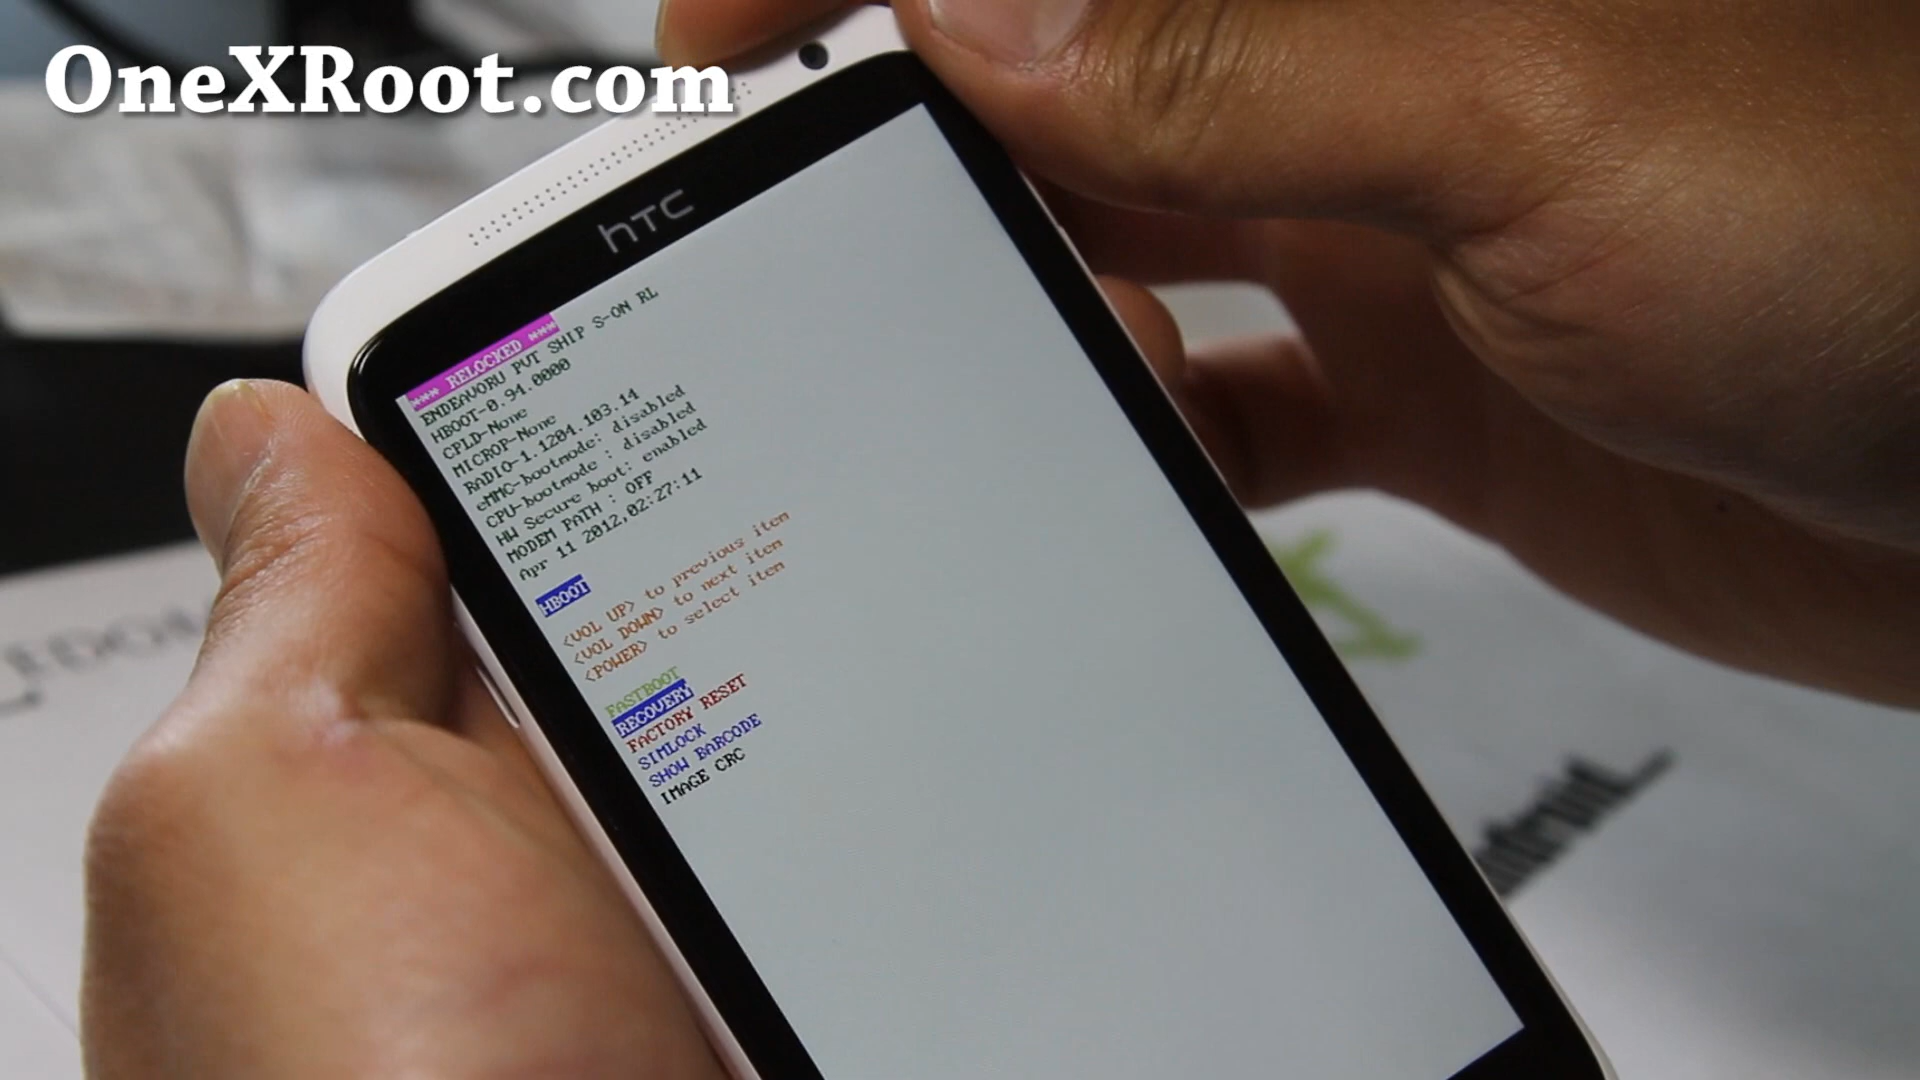 OneXRoot.com
hTC
*** RELOCKED ***
ENDEAVORU PVT SHIP S-ON RL
HBOOT-0.94.0000
CPLD-None
MICROP-None
RADIO-1.1204.103.14
eMMC-bootmode: disabled
CPU-bootmode : disabled
HW Secure boot: enabled
MODEM PATH : OFF
Apr 11 2012,02:27:11
HBOOT
<VOL UP> to previous item
<VOL DOWN> to next item
<POWER> to select item
FASTBOOT
RECOVERY
FACTORY RESET
SIMLOCK
SHOW BARCODE
IMAGE CRC